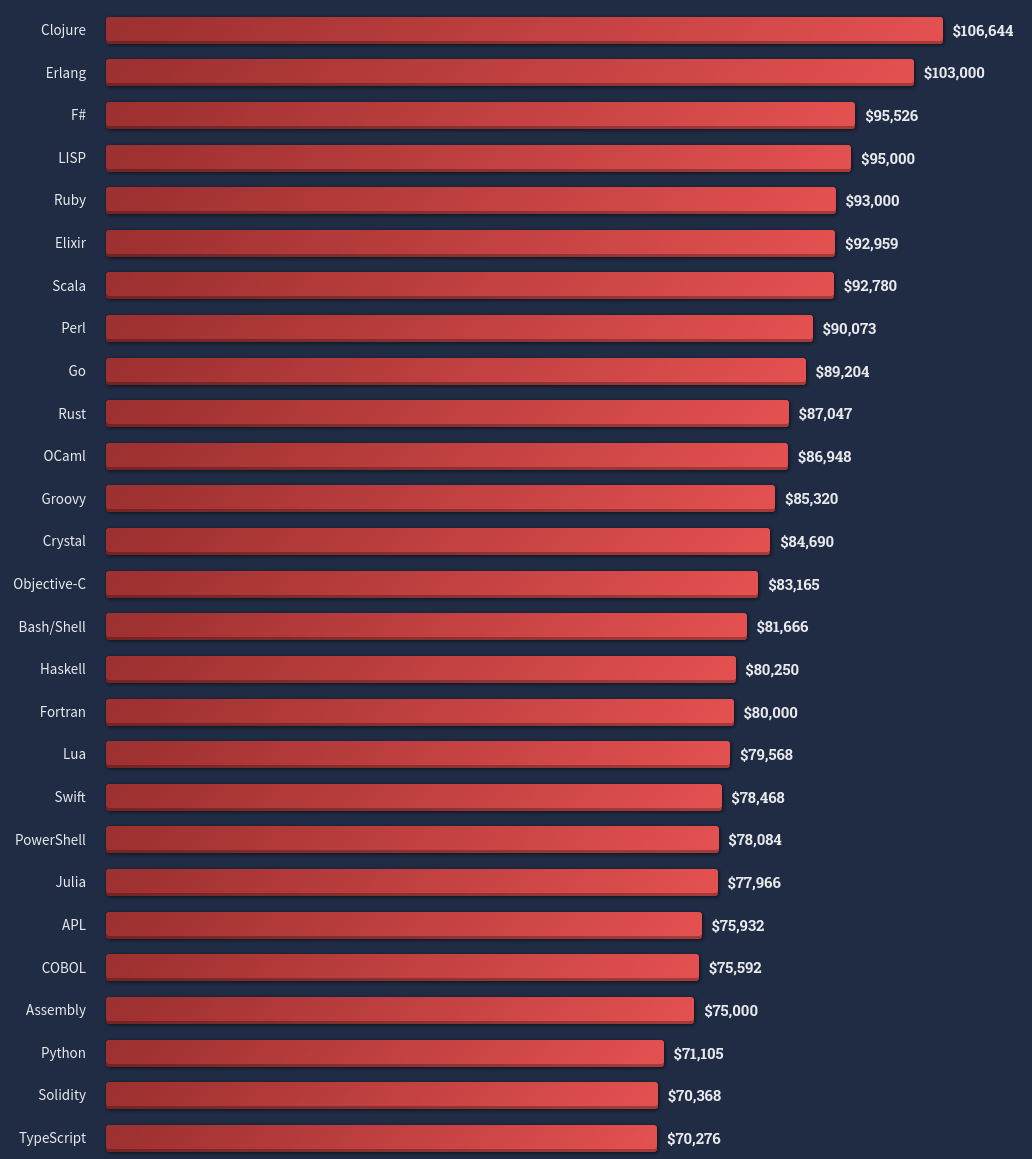 Clojure $106,644
Erlang $103,000
F# $95,526
LISP $95,000
Ruby $93,000
Elixir $92,959
Scala $92,780
Perl $90,073
Go $89,204
Rust $87,047
OCaml $86,948
Groovy $85,320
Crystal $84,690
Objective-C $83,165
Bash/Shell $81,666
Haskell $80,250
Fortran $80,000
Lua $79,568
Swift $78,468
PowerShell $78,084
Julia $77,966
APL $75,932
COBOL $75,592
Assembly $75,000
Python $71,105
Solidity $70,368
TypeScript $70,276